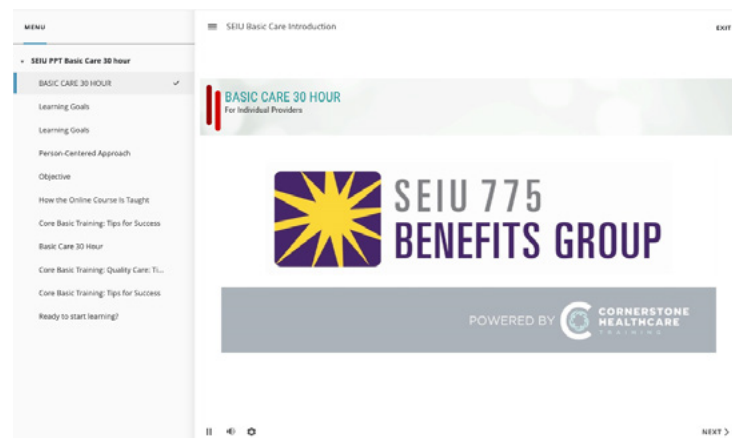 MENU
SEIU PPT Basic Care 30 hour
BASIC CARE 30 HOUR
Learning Goals
Learning Goals
Person-Centered Approach
Objective
How the Online Course Is Taught
Core Basic Training: Tips for Success
Basic Care 30 Hour
Core Basic Training: Quality Care: Ti...
Core Basic Training: Tips for Success
Ready to start learning?
SEIU Basic Care Introduction
EXIT
BASIC CARE 30 HOUR
For Individual Providers
SEIU 775
BENEFITS GROUP
POWERED BY
CORNERSTONE
HEALTHCARE
TRAINING
NEXT